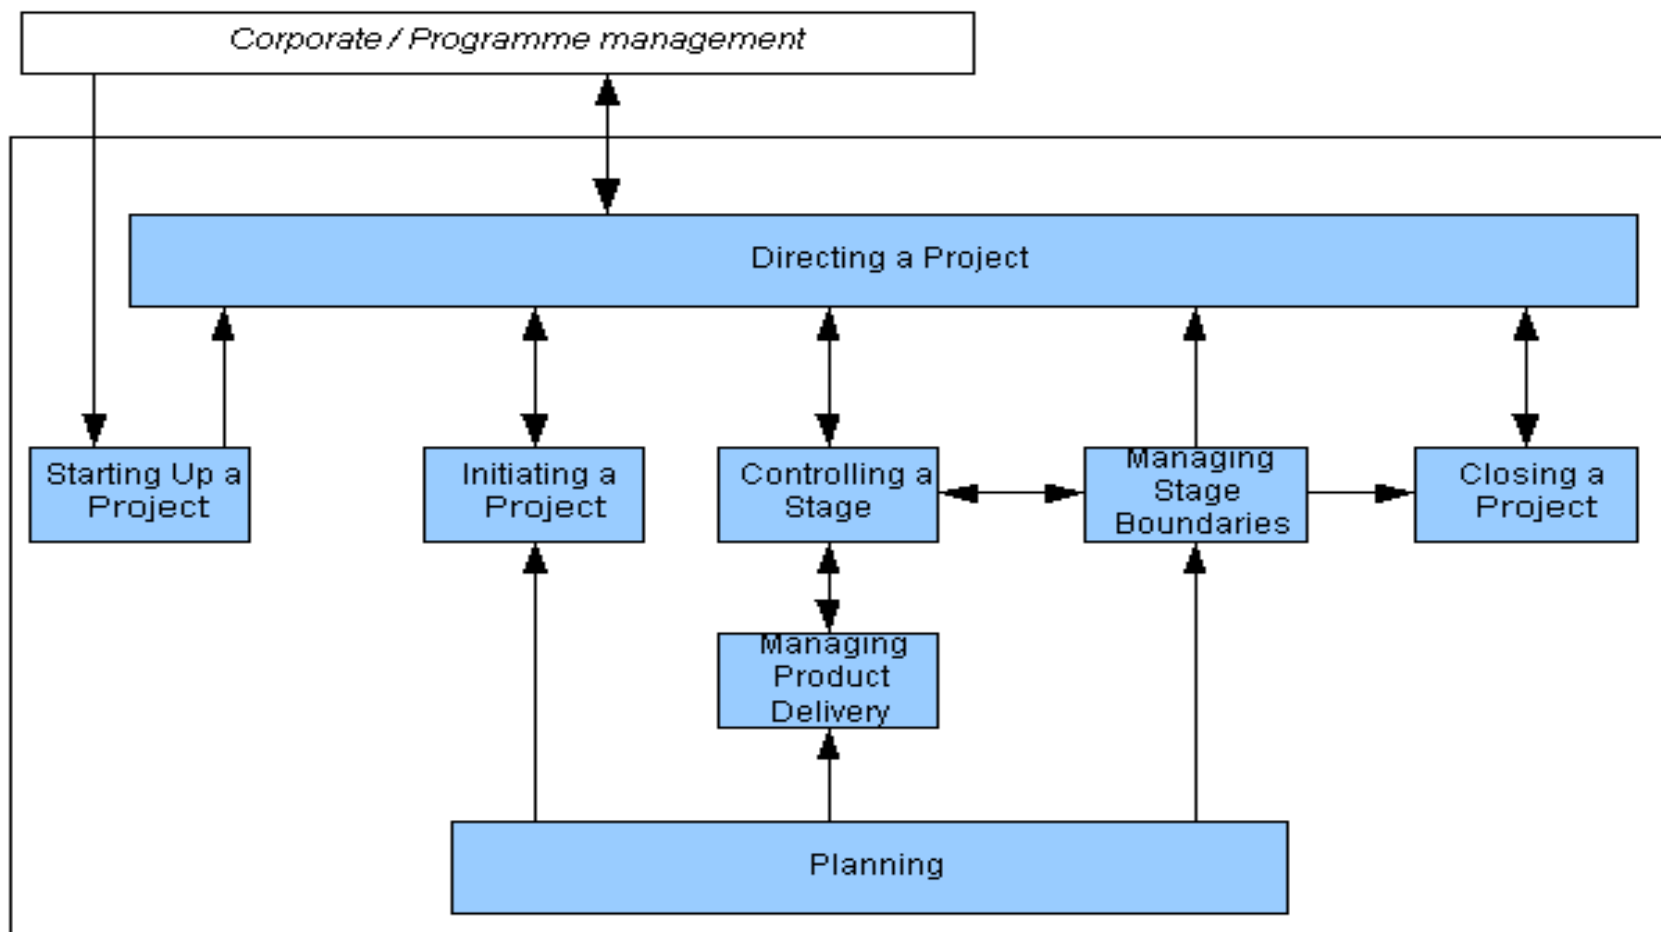 Corporate / Programme management
Directing a Project
Starting Up a
Project
Initiating a
Project
Controlling a
Stage
Managing
Stage
Boundaries
Closing a
Project
Managing
Product
Delivery
Planning